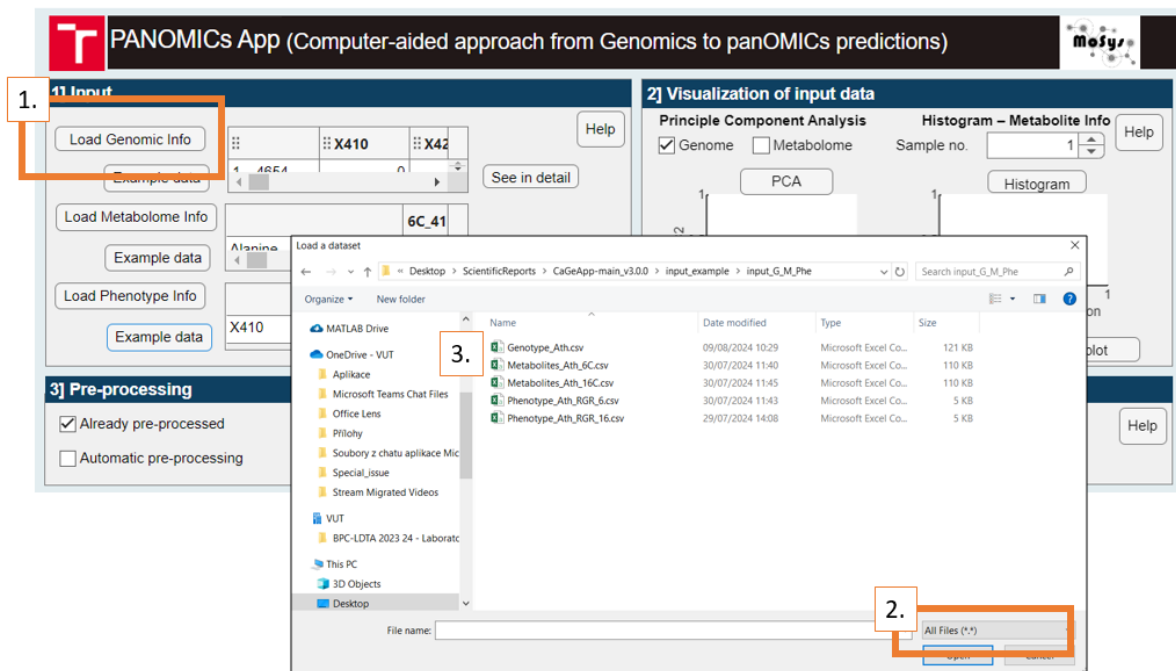 PANOMICs App (Computer-aided approach from Genomics to panOMICs predictions)
MoSys
1.
1] Input
Load Genomic Info
X410
X42
Help
1 4654 0
Example data
See in detail
Load Metabolome Info
6C_41
Alanine
Example data
Load Phenotype Info
X410
Example data
2] Visualization of input data
Principle Component Analysis
Histogram – Metabolite Info
Help
Genome
Metabolome
Sample no.
1
PCA
Histogram
1
1
2
1
on
plot
3] Pre-processing
Already pre-processed
Automatic pre-processing
Help
Load a dataset
« Desktop > ScientificReports > CaGeApp-main_v3.0.0 > input_example > input_G_M_Phe
Search input_G_M_Phe
Organize
New folder
MATLAB Drive
OneDrive - VUT
Aplikace
Microsoft Teams Chat Files
Office Lens
Přílohy
Soubory z chatu aplikace Mic
Special_issue
Stream Migrated Videos
VUT
BPC-LDTA 2023 24 - Laboratc
This PC
3D Objects
Desktop
3.
Name Date modified Type Size
Genotype_Ath.csv 09/08/2024 10:29 Microsoft Excel Co... 121 KB
Metabolites_Ath_6C.csv 30/07/2024 11:40 Microsoft Excel Co... 110 KB
Metabolites_Ath_16C.csv 30/07/2024 11:45 Microsoft Excel Co... 110 KB
Phenotype_Ath_RGR_6.csv 30/07/2024 11:43 Microsoft Excel Co... 5 KB
Phenotype_Ath_RGR_16.csv 29/07/2024 14:08 Microsoft Excel Co... 5 KB
2.
File name:
All Files (*.*)
Open
Cancel